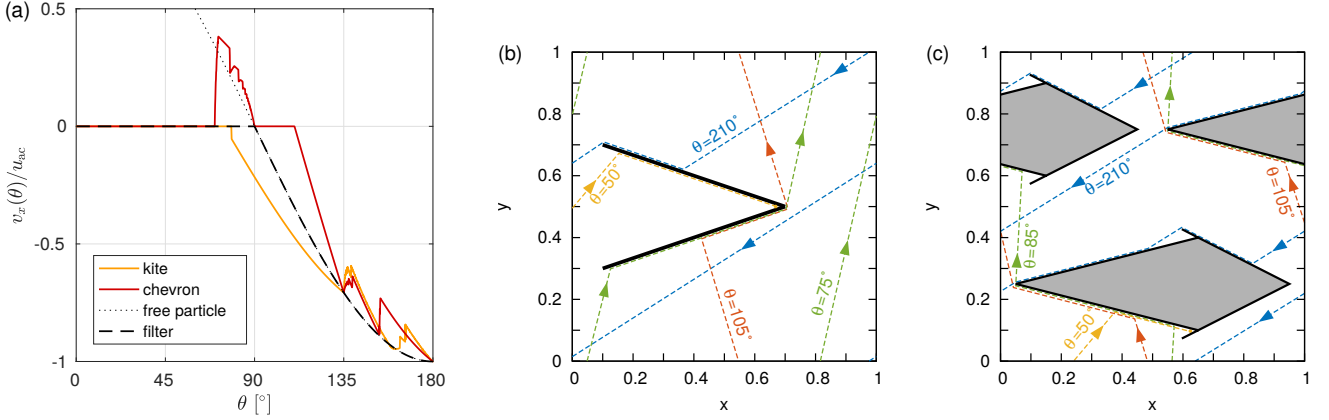 (a)
0.5
0
-0.5
-1
v_x(θ)/u_ac
kite
chevron
free particle
filter
0 45 90 135 180
θ [°]
(b)
1
0.8
0.6
0.4
0.2
0
y
θ=210°
θ=50°
θ=75°
θ=105°
0 0.2 0.4 0.6 0.8 1
x
(c)
1
0.8
0.6
0.4
0.2
0
y
θ=210°
θ=105°
θ=85°
θ=50°
0 0.2 0.4 0.6 0.8 1
x